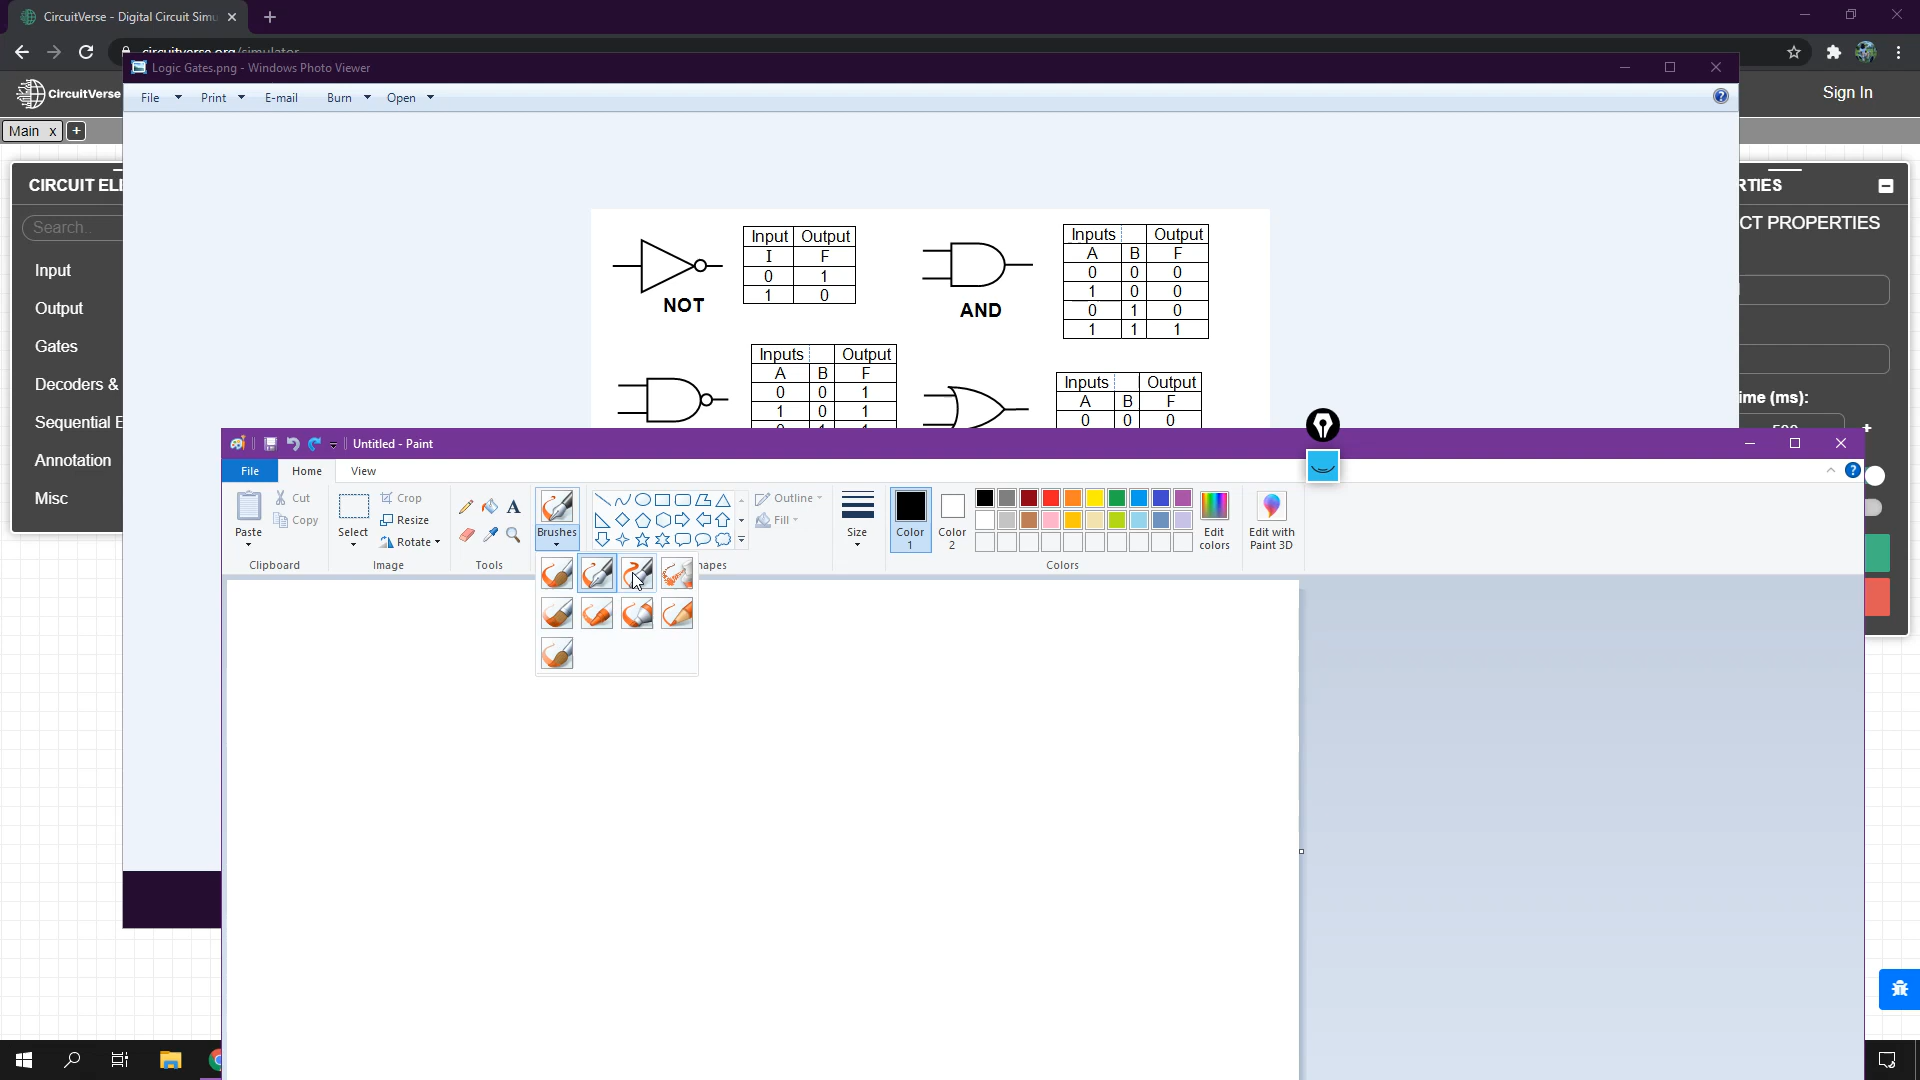 CircuitVerse - Digital Circuit Simu
circuitverse.org/simulator
Logic Gates.png - Windows Photo Viewer
CircuitVerse
File Print E-mail Burn Open
Sign In
Main x +
CIRCUIT ELE
RTIES
Search..
CT PROPERTIES
Input
Output
Gates
Decoders &
Sequential E
Annotation
Misc
ime (ms):
Input Output
I F
0 1
1 0
NOT
Inputs Output
A B F
0 0 0
1 0 0
0 1 0
1 1 1
AND
Inputs Output
A B F
0 0 1
1 0 1
Inputs Output
A B F
0 0 0
Untitled - Paint
File Home View
Paste
Cut
Copy
Clipboard
Select
Crop
Resize
Rotate
Image
A
Tools
Brushes
Outline
Fill
hapes
Size
Color 1
Color 2
Edit colors
Colors
Edit with Paint 3D